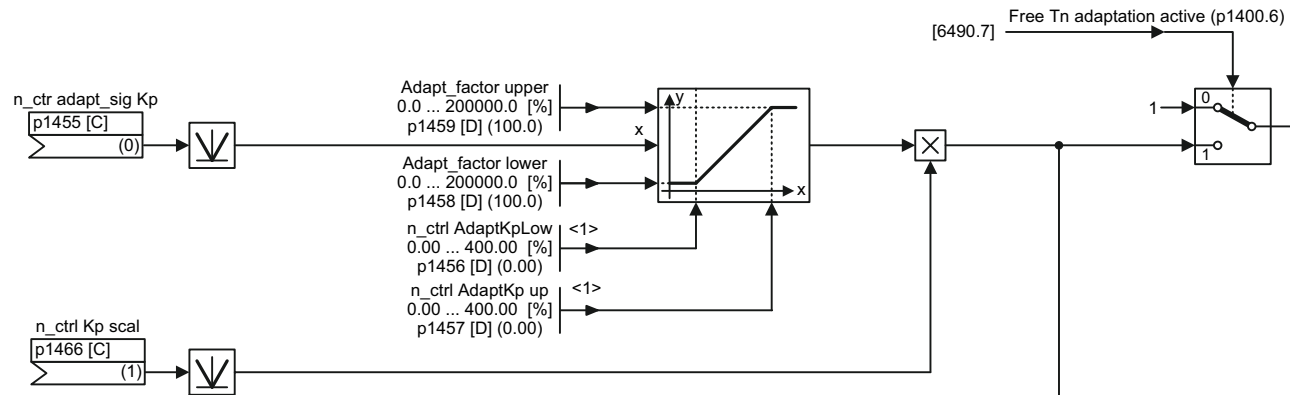 Free Tn adaptation active (p1400.6)
[6490.7]
n_ctr adapt_sig Kp
p1455 [C]
(0)
Adapt_factor upper
0.0 ... 200000.0 [%]
p1459 [D] (100.0)
Adapt_factor lower
0.0 ... 200000.0 [%]
p1458 [D] (100.0)
n_ctrl AdaptKpLow <1>
0.00 ... 400.00 [%]
p1456 [D] (0.00)
n_ctrl AdaptKp up <1>
0.00 ... 400.00 [%]
p1457 [D] (0.00)
x
y
x
1
0
1
n_ctrl Kp scal
p1466 [C]
(1)